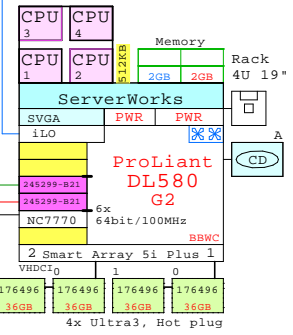 CPU 3
CPU 4
CPU 1
CPU 2
512KB
Memory
2GB
2GB
Rack
4U 19"
ServerWorks
SVGA
PWR
PWR
iLO
A
CD
ProLiant
DL580
G2
245299-B21
245299-B21
6x
NC7770
64bit/100MHz
BBWC
2 Smart Array 5i Plus 1
VHDCI 0 1 0
176496 176496 176496 176496
36GB 36GB 36GB 36GB
4x Ultra3, Hot plug